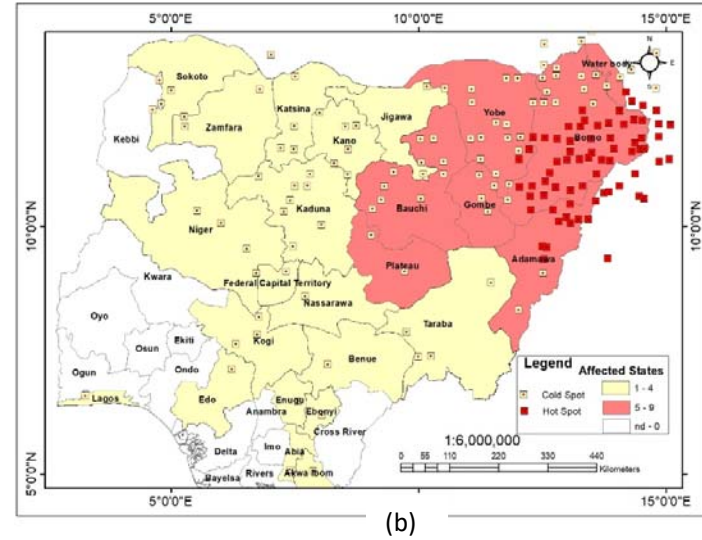 5°0'0"E 10°0'0"E 15°0'0"E
N
E
Water body
Sokoto
Katsina
Jigawa
Yobe
Borno
Kebbi
Zamfara
Kano
Kaduna
Bauchi
Gombe
10°0'0"N
10°0'0"N
Niger
Adamawa
Plateau
Kwara
Federal Capital Territory
Nassarawa
Oyo
Taraba
Osun
Ekiti
Kogi
Benue
Ogun
Ondo
Lagos
Edo
Enugu
Anambra
Ebonyi
Cross River
Delta
Imo
Abia
Bayelsa
Rivers
Akwa Ibom
Legend
Affected States
Cold Spot
Hot Spot
1 - 4
5 - 9
nd - 0
1:6,000,000
0 55 110 220 330 440
Kilometers
5°0'0"N
5°0'0"E 10°0'0"E 15°0'0"E
(b)